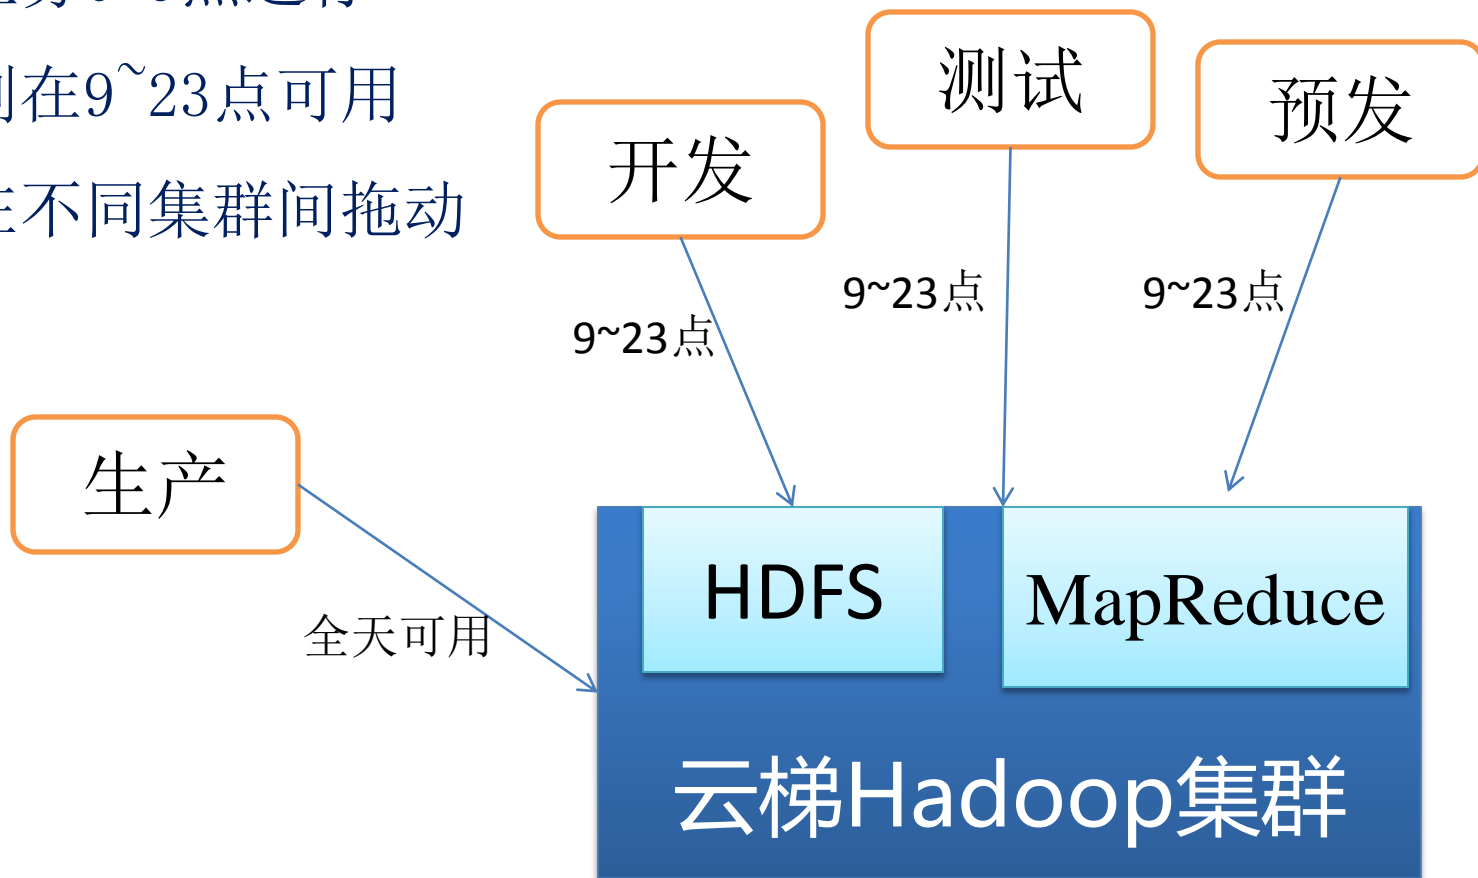 在9~23点可用
不同集群间拖动
测试
预发
开发
9~23点
9~23点
9~23点
生产
全天可用
HDFS
MapReduce
云梯Hadoop集群